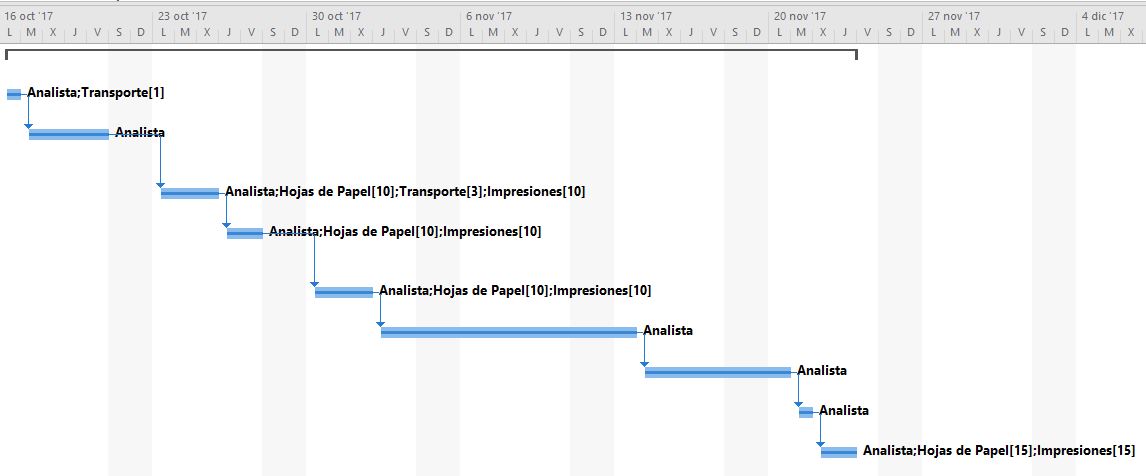 16 oct '17 23 oct '17 30 oct '17 6 nov '17 13 nov '17 20 nov '17 27 nov '17 4 dic '17
L M X J V S D L M X J V S D L M X J V S D L M X J V S D L M X J V S D L M X J V S D L M X J V S D L M X
Analista;Transporte[1]
Analista
Analista;Hojas de Papel[10];Transporte[3];Impresiones[10]
Analista;Hojas de Papel[10];Impresiones[10]
Analista;Hojas de Papel[10];Impresiones[10]
Analista
Analista
Analista
Analista;Hojas de Papel[15];Impresiones[15]